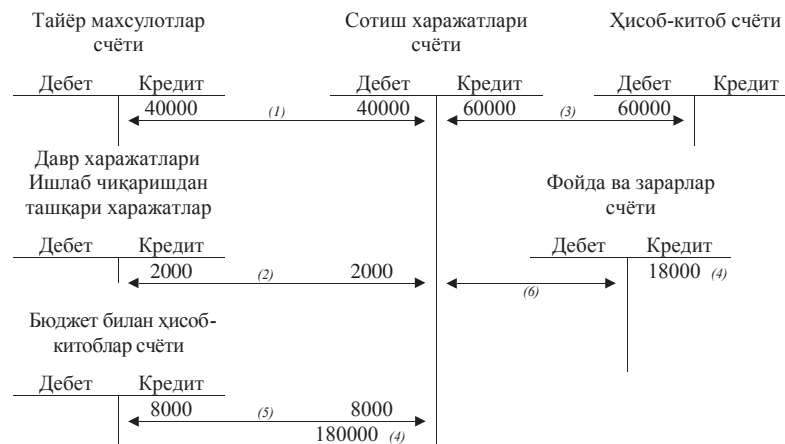 Тайёр махсулотлар
счёти
Сотиш харажатлари
счёти
Ҳисоб-китоб счёти
Дебет Кредит
Дебет Кредит
Дебет Кредит
40000 (1) 40000 60000 (3) 60000
Давр харажатлари
Ишлаб чиқаришдан
ташқари харажатлар
Фойда ва зарарлар
счёти
Дебет Кредит
Дебет Кредит
2000 (2) 2000 (6) 18000 (4)
Бюджет билан ҳисоб-
китоблар счёти
Дебет Кредит
8000 (5) 8000
180000 (4)